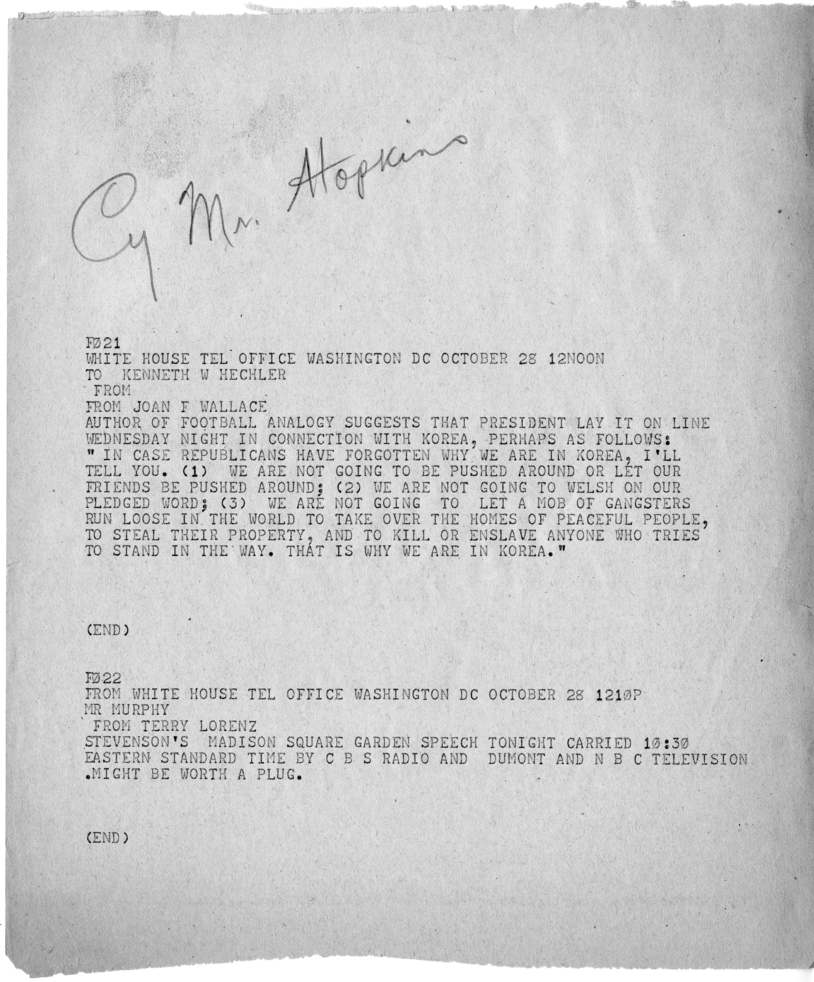 Cy Mr. Hopkins
FØ21
WHITE HOUSE TEL OFFICE WASHINGTON DC OCTOBER 28 12NOON
TO KENNETH W HECHLER
FROM
FROM JOAN F WALLACE
AUTHOR OF FOOTBALL ANALOGY SUGGESTS THAT PRESIDENT LAY IT ON LINE
WEDNESDAY NIGHT IN CONNECTION WITH KOREA, PERHAPS AS FOLLOWS:
" IN CASE REPUBLICANS HAVE FORGOTTEN WHY WE ARE IN KOREA, I'LL
TELL YOU. (1) WE ARE NOT GOING TO BE PUSHED AROUND OR LET OUR
FRIENDS BE PUSHED AROUND; (2) WE ARE NOT GOING TO WELSH ON OUR
PLEDGED WORD; (3) WE ARE NOT GOING TO LET A MOB OF GANGSTERS
RUN LOOSE IN THE WORLD TO TAKE OVER THE HOMES OF PEACEFUL PEOPLE,
TO STEAL THEIR PROPERTY, AND TO KILL OR ENSLAVE ANYONE WHO TRIES
TO STAND IN THE WAY. THAT IS WHY WE ARE IN KOREA."
(END)
FØ22
FROM WHITE HOUSE TEL OFFICE WASHINGTON DC OCTOBER 28 121ØP
MR MURPHY
FROM TERRY LORENZ
STEVENSON'S MADISON SQUARE GARDEN SPEECH TONIGHT CARRIED 1Ø:3Ø
EASTERN STANDARD TIME BY C B S RADIO AND DUMONT AND N B C TELEVISION
.MIGHT BE WORTH A PLUG.
(END)